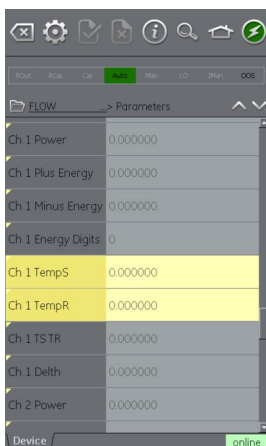 ROut RCas Cas Auto Man LO IMan OOS
FLOW ...> Parameters
Ch 1 Power 0.000000
Ch 1 Plus Energy 0.000000
Ch 1 Minus Energy 0.000000
Ch 1 Energy Digits 0
Ch 1 TempS 0.000000
Ch 1 TempR 0.000000
Ch 1 TS TR 0.000000
Ch 1 Delth 0.000000
Ch 2 Power 0.000000
Device online